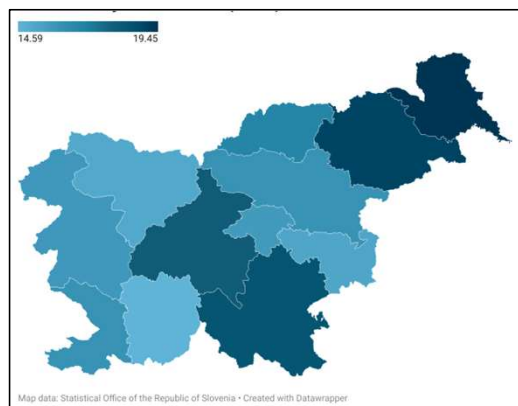 14.59 19.45
Map data: Statistical Office of the Republic of Slovenia • Created with Datawrapper